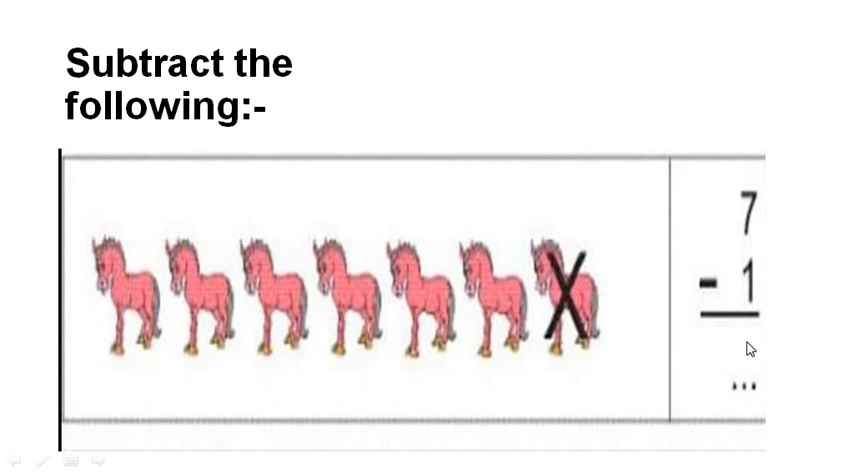 Subtract the
following:-
7
- 1
...